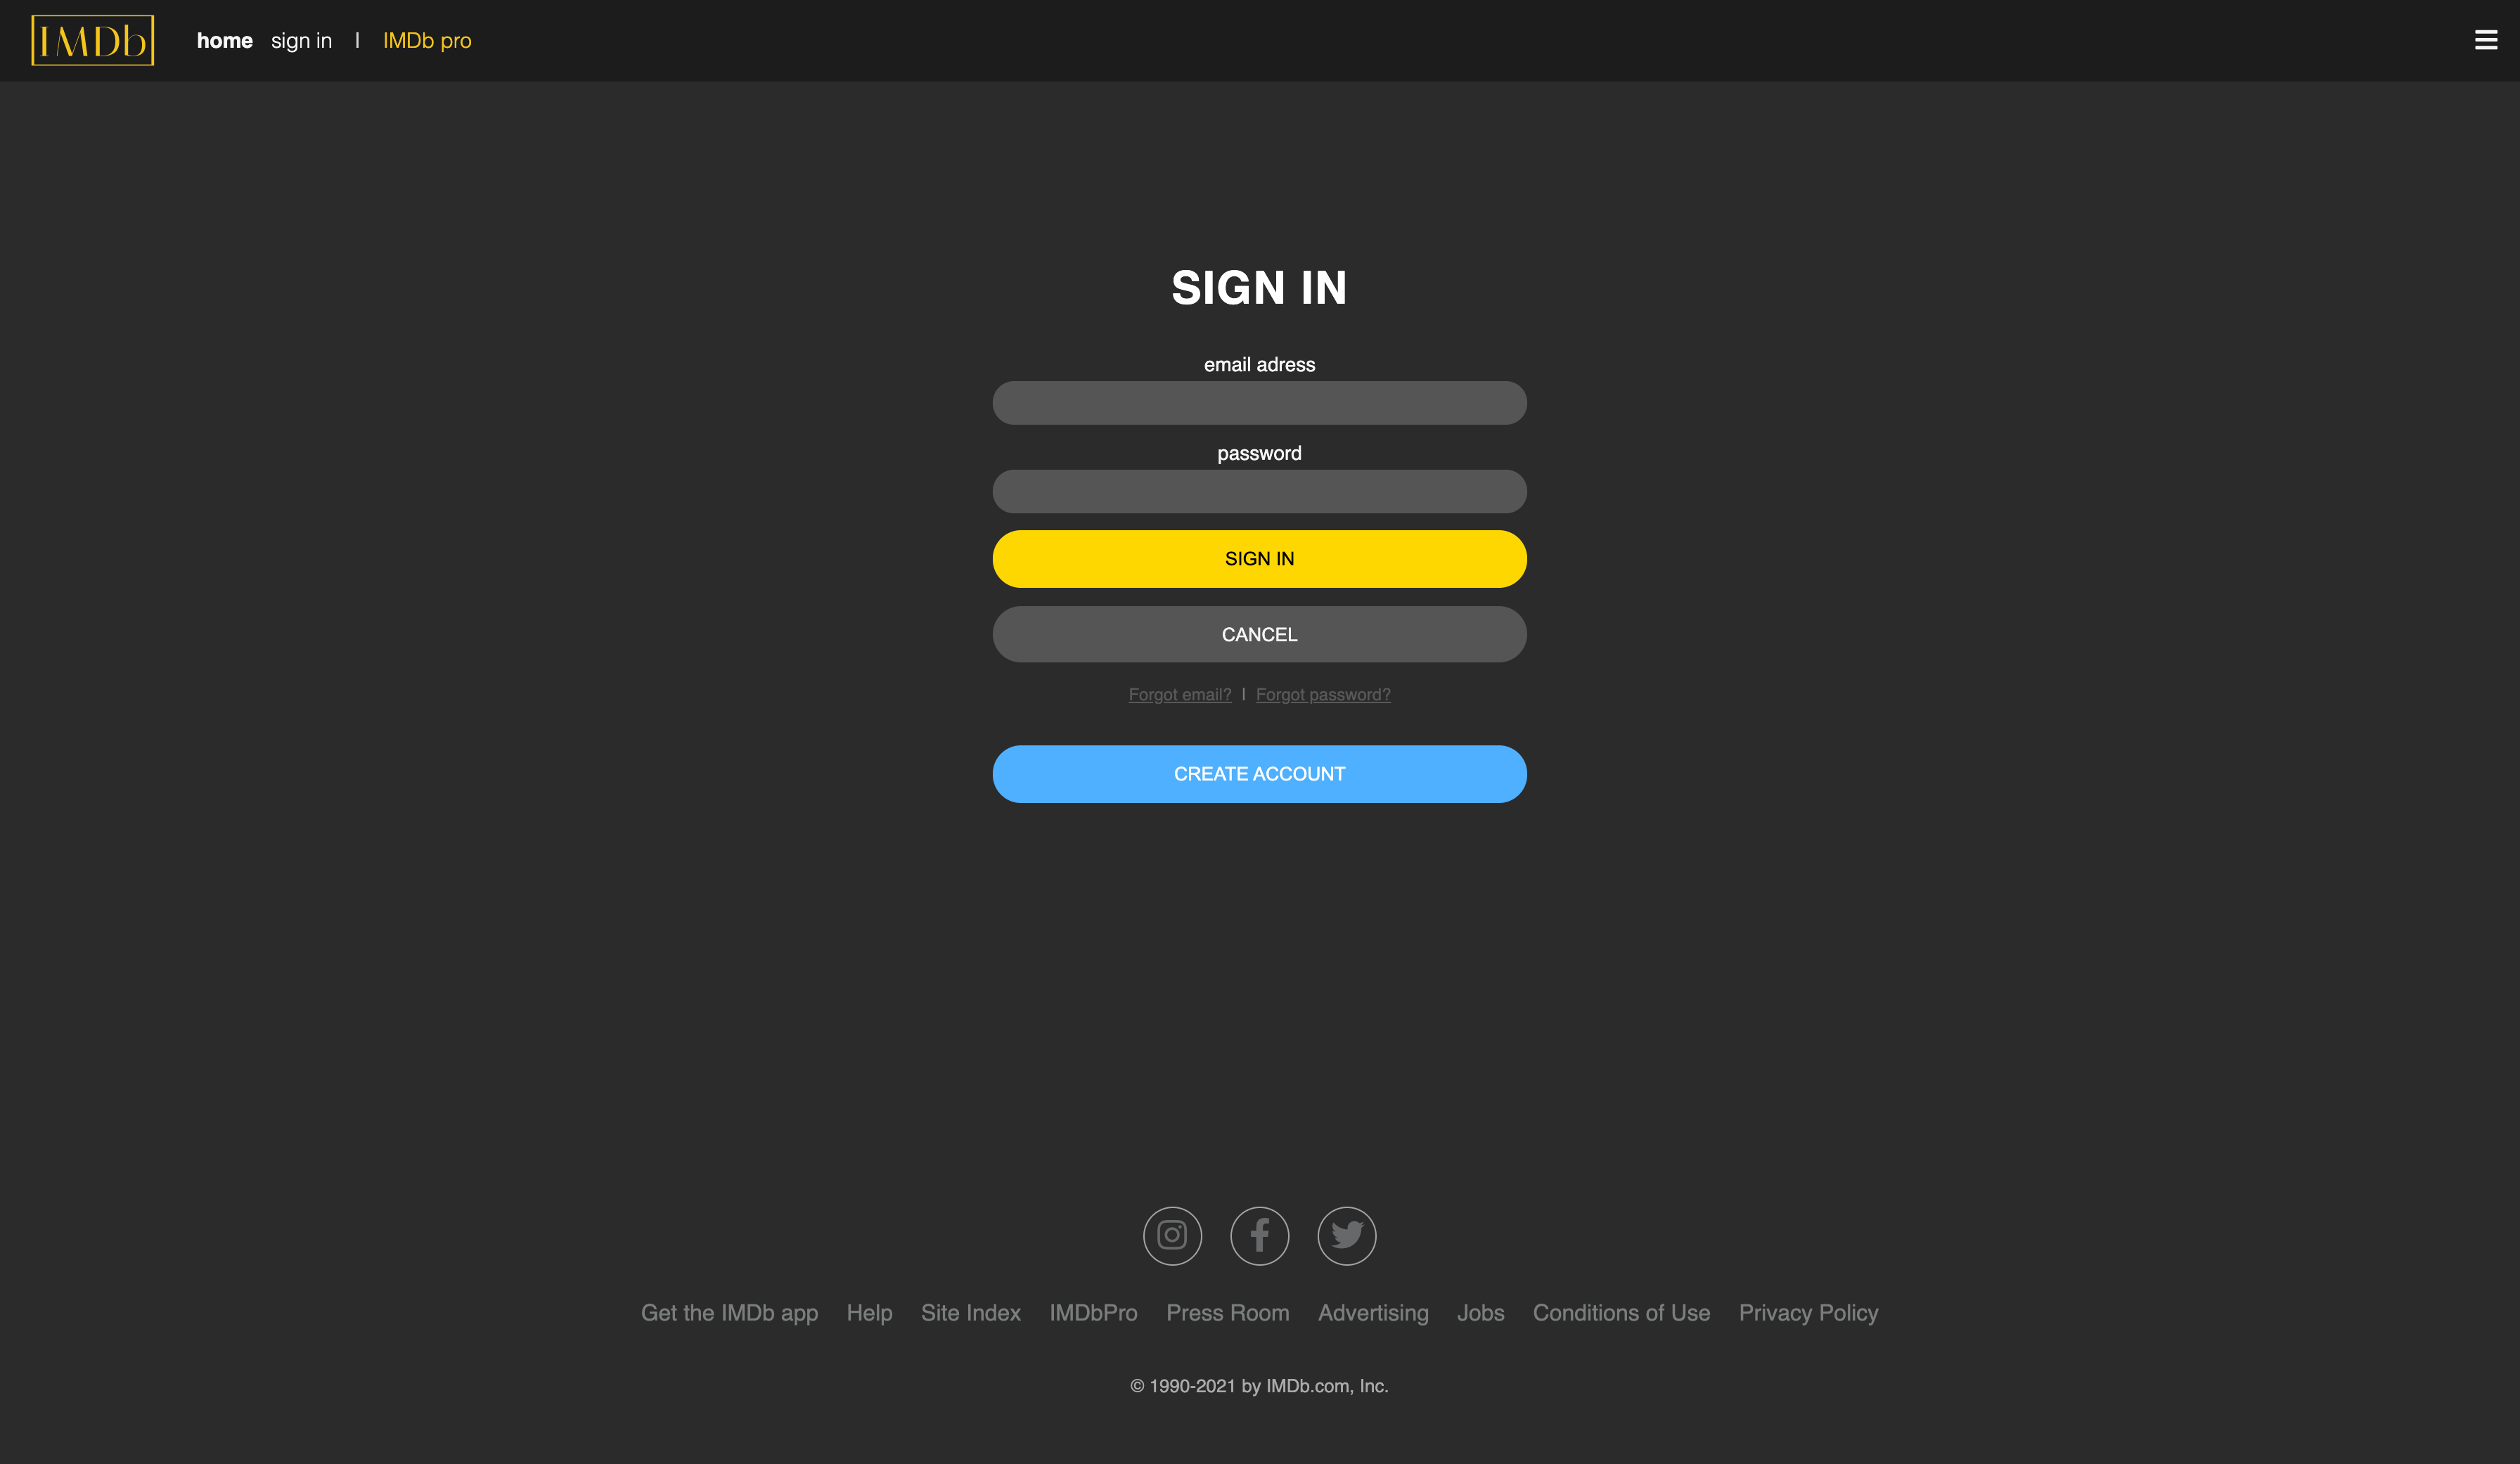 IMDb home sign in | IMDb pro
SIGN IN
email adress
password
SIGN IN
CANCEL
Forgot email? | Forgot password?
CREATE ACCOUNT
Get the IMDb app Help Site Index IMDbPro Press Room Advertising Jobs Conditions of Use Privacy Policy
© 1990-2021 by IMDb.com, Inc.